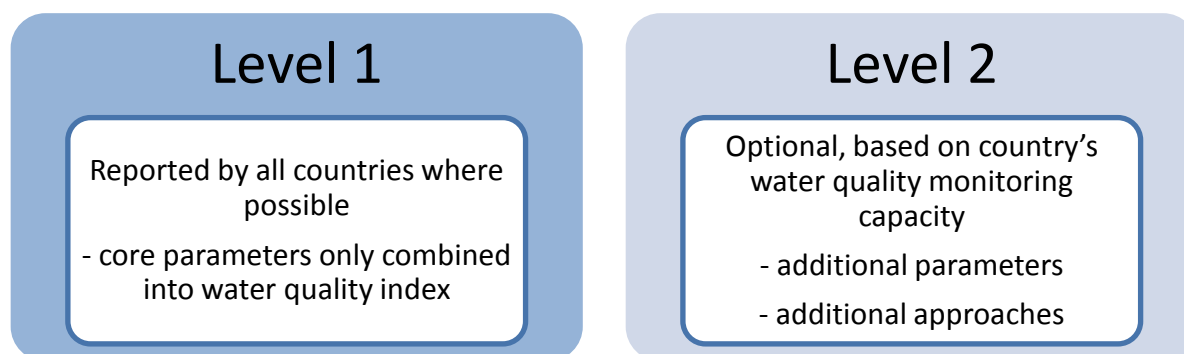 Level 1
Reported by all countries where
possible
- core parameters only combined
into water quality index
Level 2
Optional, based on country’s
water quality monitoring
capacity
- additional parameters
- additional approaches